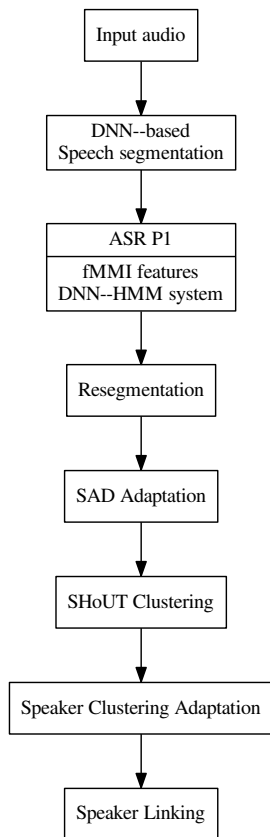 Input audio
DNN--based
Speech segmentation
ASR P1
fMMI features
DNN--HMM system
Resegmentation
SAD Adaptation
SHoUT Clustering
Speaker Clustering Adaptation
Speaker Linking